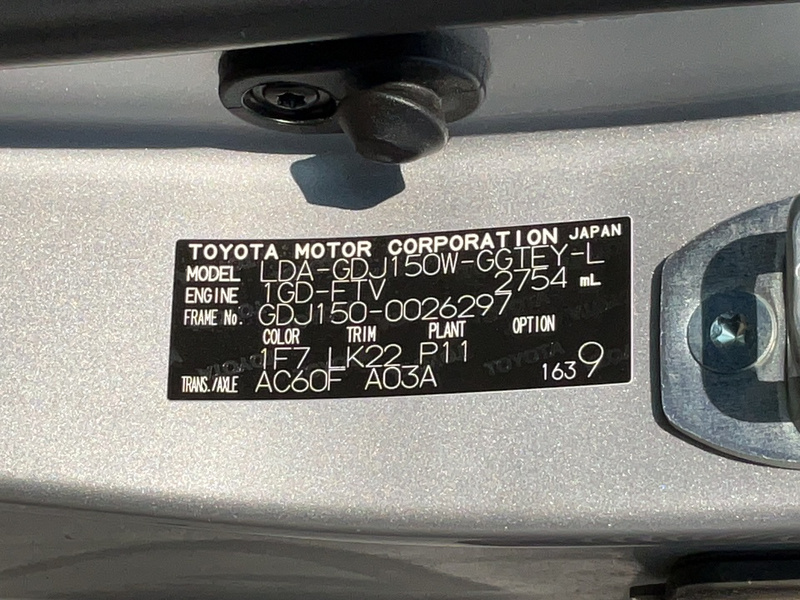 TOYOTA MOTOR CORPORATION JAPAN
MODEL LDA-GDJ150W-GGTEY-L
ENGINE 1GD-FTV 2754 mL
FRAME No. GDJ150-0026297
COLOR TRIM PLANT OPTION
1F7 LK22 P11
TRANS./AXLE AC60F A03A 1639